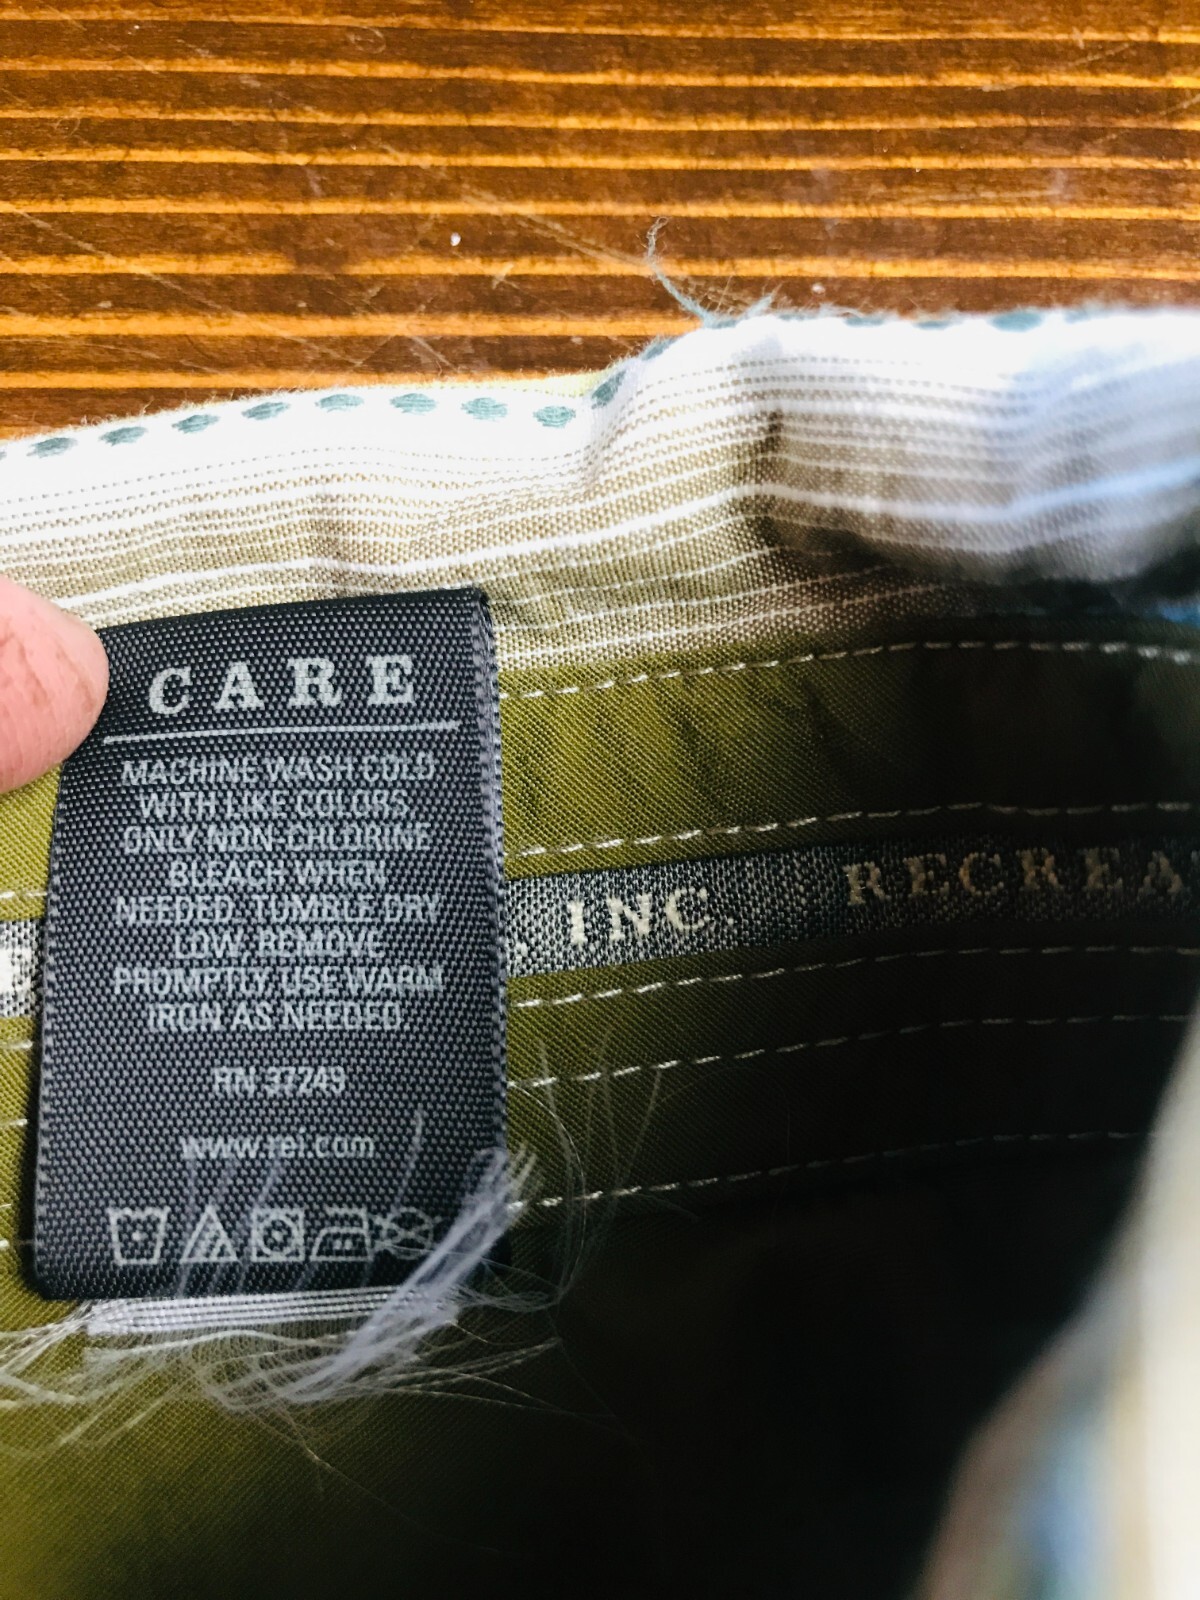 CARE
MACHINE WASH COLD
WITH LIKE COLORS,
ONLY NON-CHLORINE
BLEACH WHEN
NEEDED, TUMBLE DRY
LOW, REMOVE
PROMPTLY, USE WARM
IRON AS NEEDED
RN 37249
www.rei.com
INC. RECREA